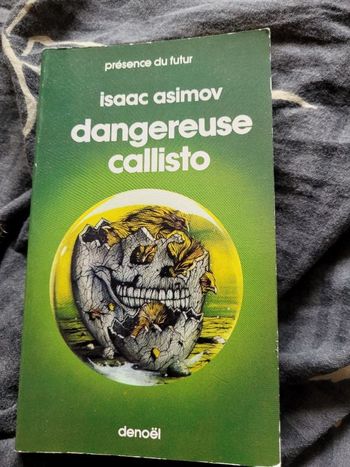 présence du futur
isaac asimov
dangereuse
callisto
denoël